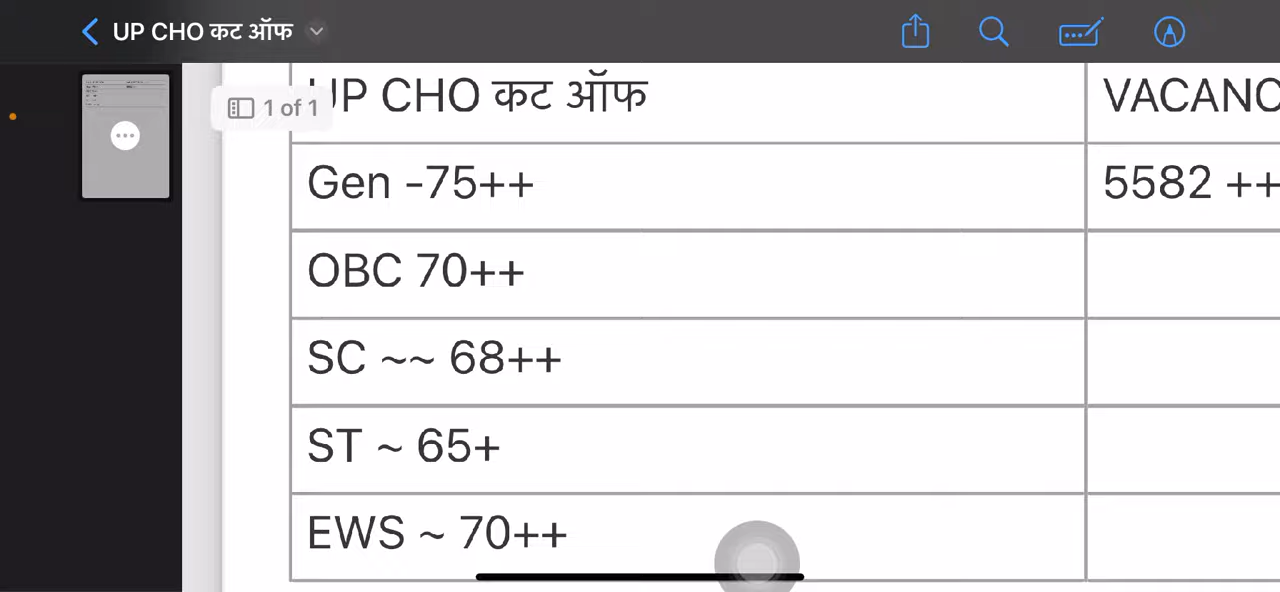 UP CHO कट ऑफ
1 of 1
UP CHO कट ऑफ VACANC
Gen -75++ 5582 ++
OBC 70++
SC ~~ 68++
ST ~ 65+
EWS ~ 70++